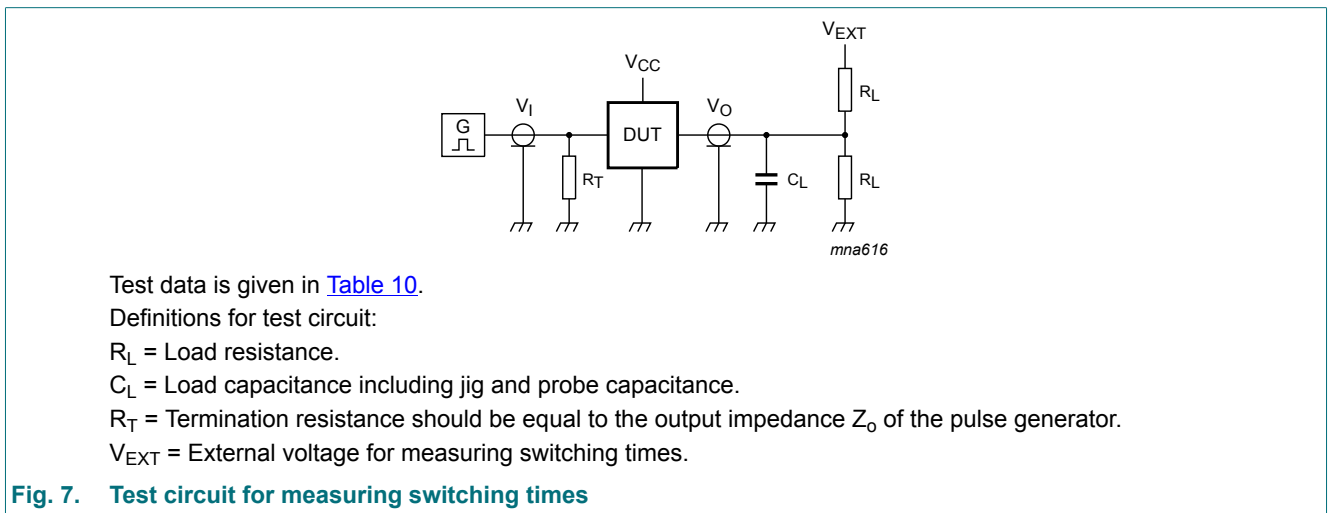 VEXT
VCC
RL
VI
VO
G
DUT
RT
CL
RL
mna616
Test data is given in Table 10.
Definitions for test circuit:
RL = Load resistance.
CL = Load capacitance including jig and probe capacitance.
RT = Termination resistance should be equal to the output impedance Zo of the pulse generator.
VEXT = External voltage for measuring switching times.
Fig. 7. Test circuit for measuring switching times